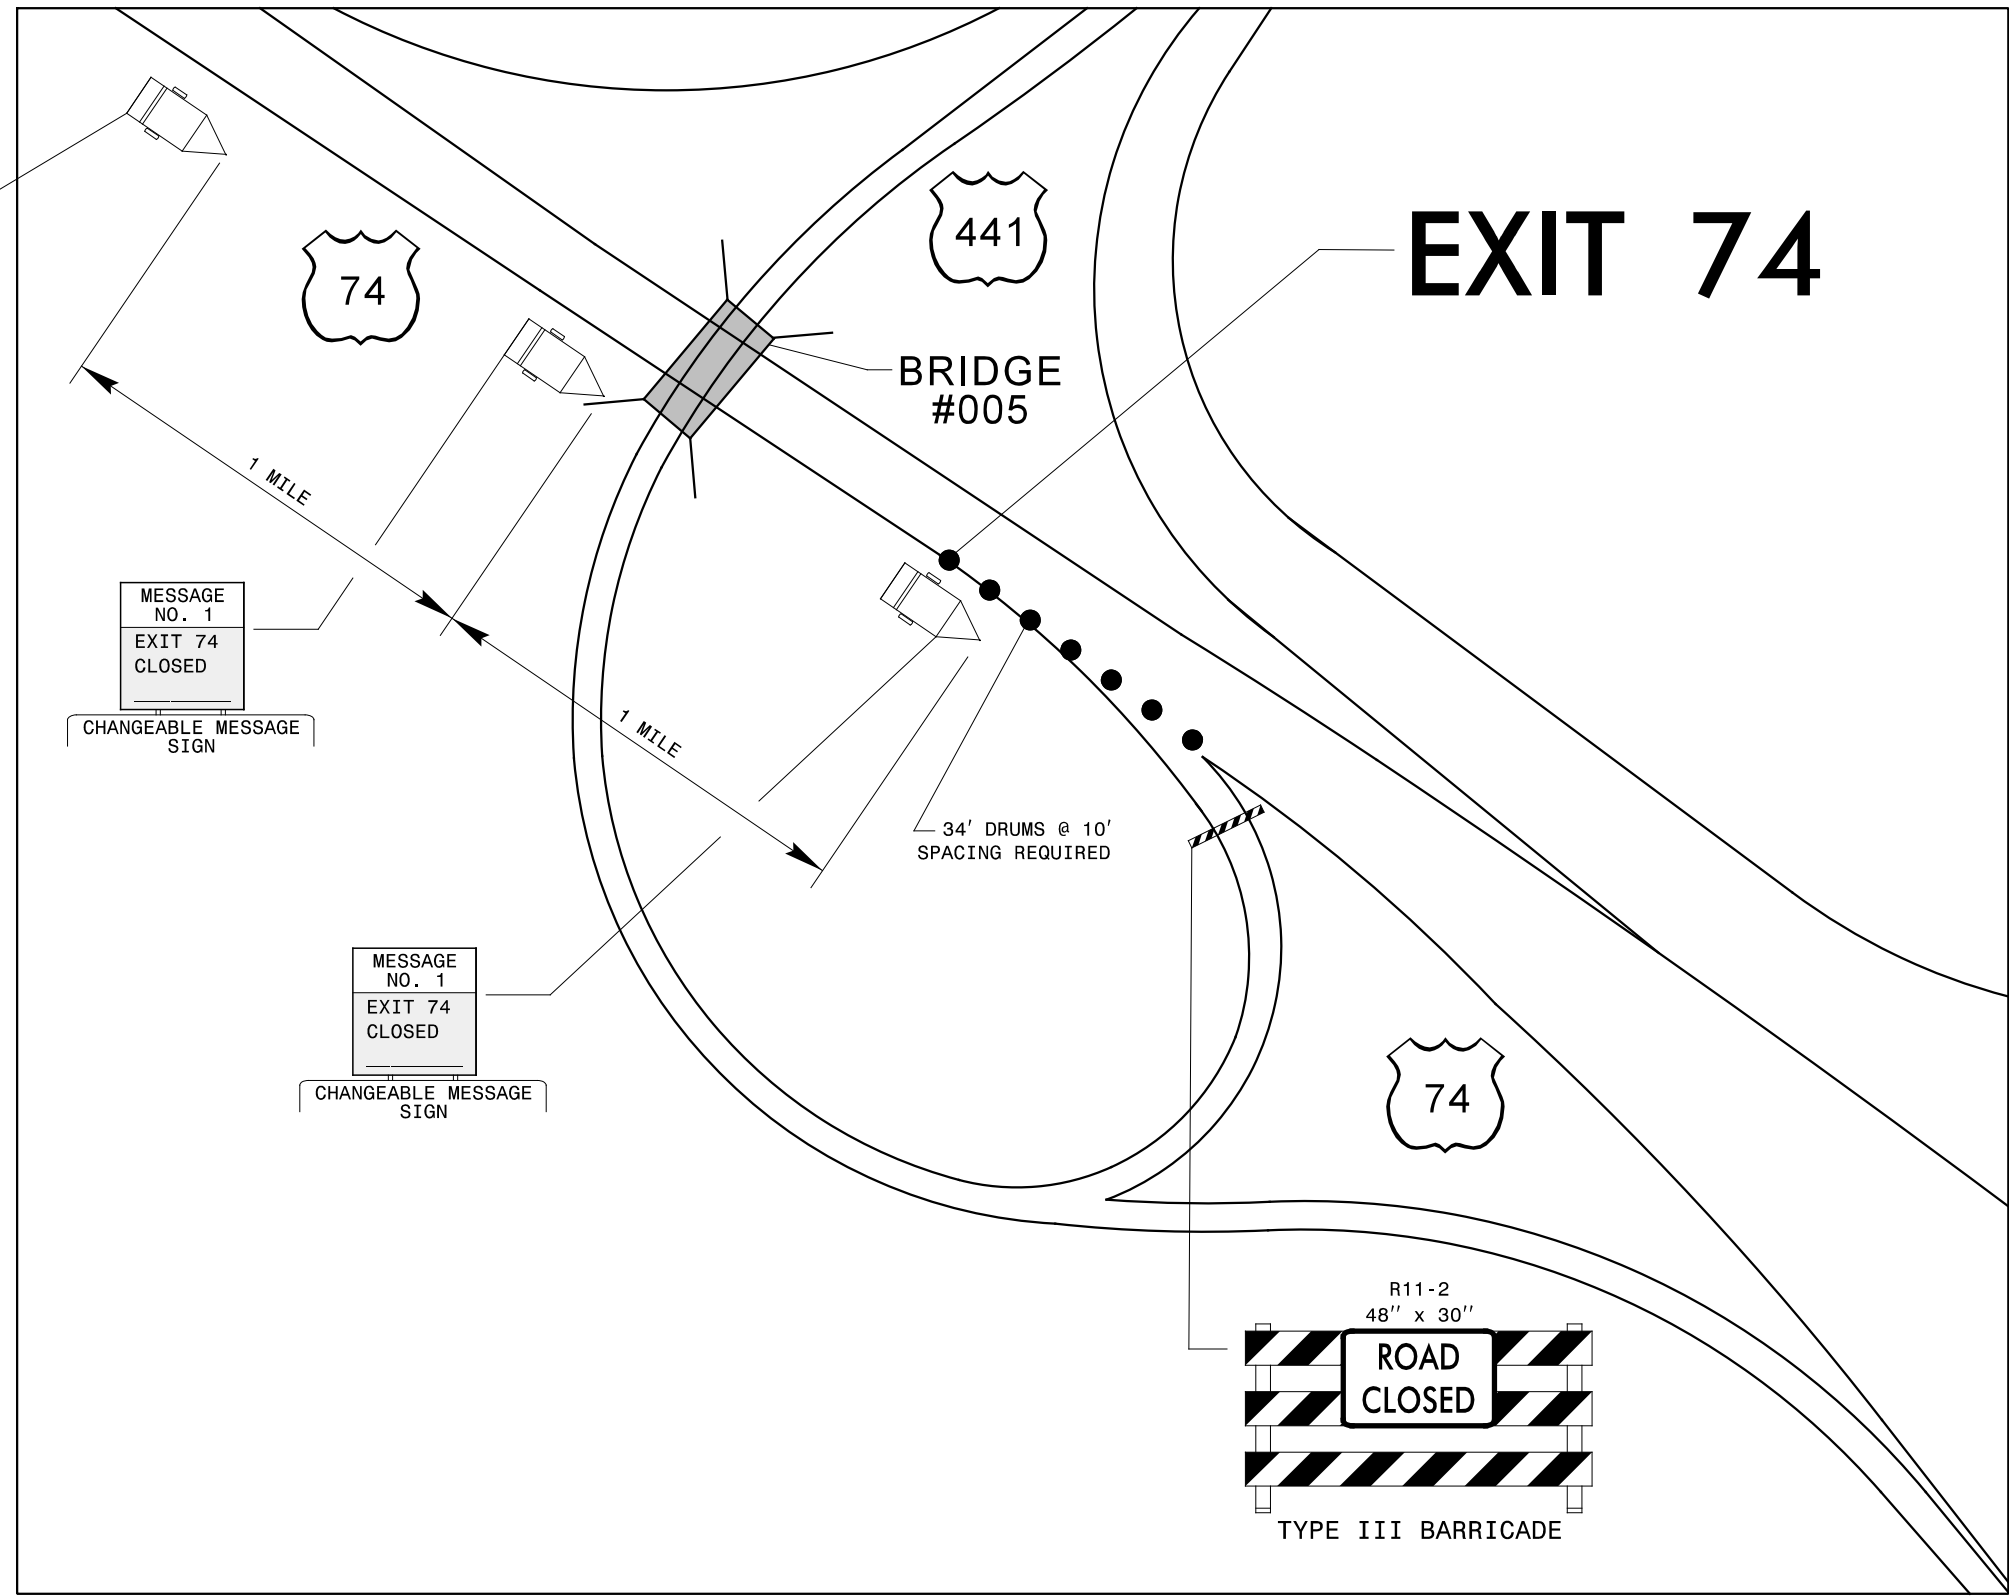 EXIT 74
441
74
BRIDGE
#005
1 MILE
MESSAGE
NO. 1
EXIT 74
CLOSED
CHANGEABLE MESSAGE
SIGN
1 MILE
34' DRUMS @ 10'
SPACING REQUIRED
MESSAGE
NO. 1
EXIT 74
CLOSED
CHANGEABLE MESSAGE
SIGN
74
R11-2
48'' x 30''
ROAD
CLOSED
TYPE III BARRICADE